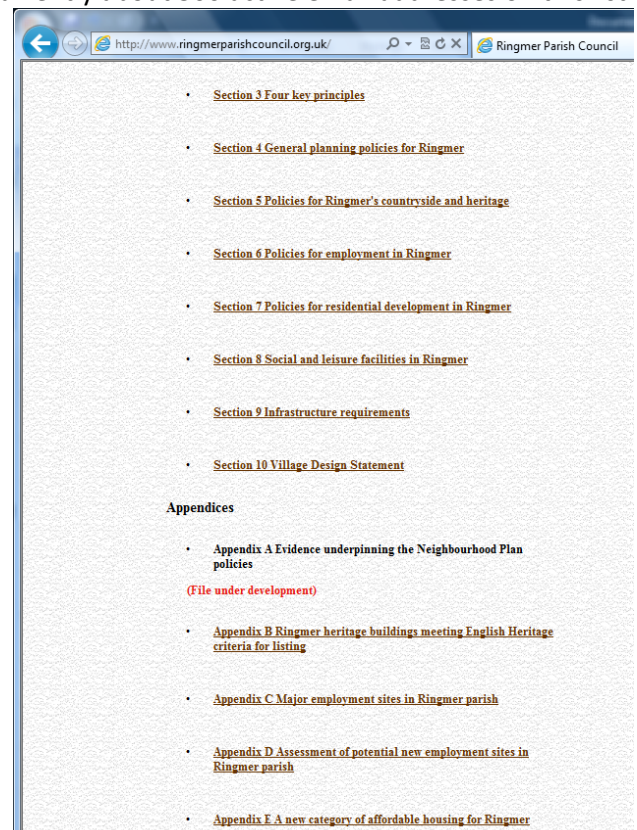 http://www.ringmerparishcouncil.org.uk/
Ringmer Parish Council
• Section 3 Four key principles
• Section 4 General planning policies for Ringmer
• Section 5 Policies for Ringmer's countryside and heritage
• Section 6 Policies for employment in Ringmer
• Section 7 Policies for residential development in Ringmer
• Section 8 Social and leisure facilities in Ringmer
• Section 9 Infrastructure requirements
• Section 10 Village Design Statement
Appendices
• Appendix A Evidence underpinning the Neighbourhood Plan
policies
(File under development)
• Appendix B Ringmer heritage buildings meeting English Heritage
criteria for listing
• Appendix C Major employment sites in Ringmer parish
• Appendix D Assessment of potential new employment sites in
Ringmer parish
• Appendix E A new category of affordable housing for Ringmer